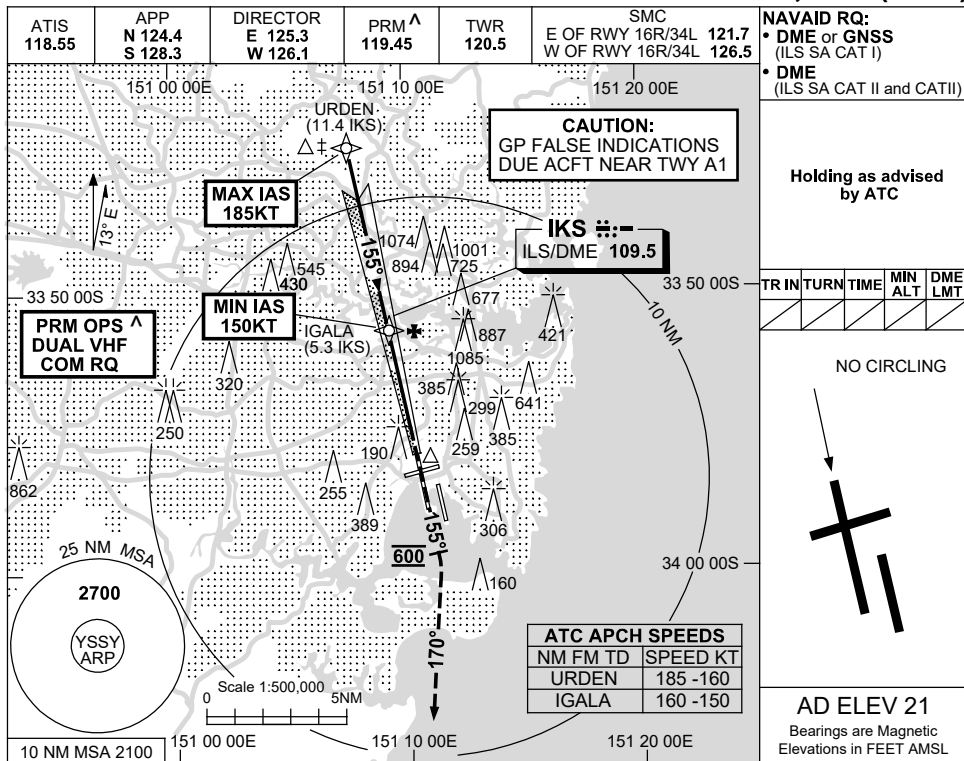 ATIS
118.55
APP
N 124.4
S 128.3
DIRECTOR
E 125.3
W 126.1
PRM ^
119.45
TWR
120.5
SMC
E OF RWY 16R/34L 121.7
W OF RWY 16R/34L 126.5
NAVAID RQ:
• DME or GNSS
(ILS SA CAT I)
• DME
(ILS SA CAT II and CATII)
151 00 00E
151 10 00E
151 20 00E
URDEN
(11.4 IKS)
‡
CAUTION:
GP FALSE INDICATIONS
DUE ACFT NEAR TWY A1
Holding as advised
by ATC
MAX IAS
185KT
13° E
IKS
ILS/DME 109.5
1074
1001
894
725
545
430
155°
677
33 50 00S
33 50 00S
TR IN
TURN
TIME
MIN
ALT
DME
LMT
MIN IAS
150KT
IGALA
(5.3 IKS)
PRM OPS ^
DUAL VHF
COM RQ
887
421
10 NM
1085
320
385
641
299
NO CIRCLING
250
385
190
259
862
255
389
306
155°
600
34 00 00S
160
25 NM MSA
2700
YSSY
ARP
170°
ATC APCH SPEEDS
NM FM TD SPEED KT
URDEN 185 -160
IGALA 160 -150
Scale 1:500,000
0 5NM
AD ELEV 21
Bearings are Magnetic
Elevations in FEET AMSL
10 NM MSA 2100
151 00 00E
151 10 00E
151 20 00E